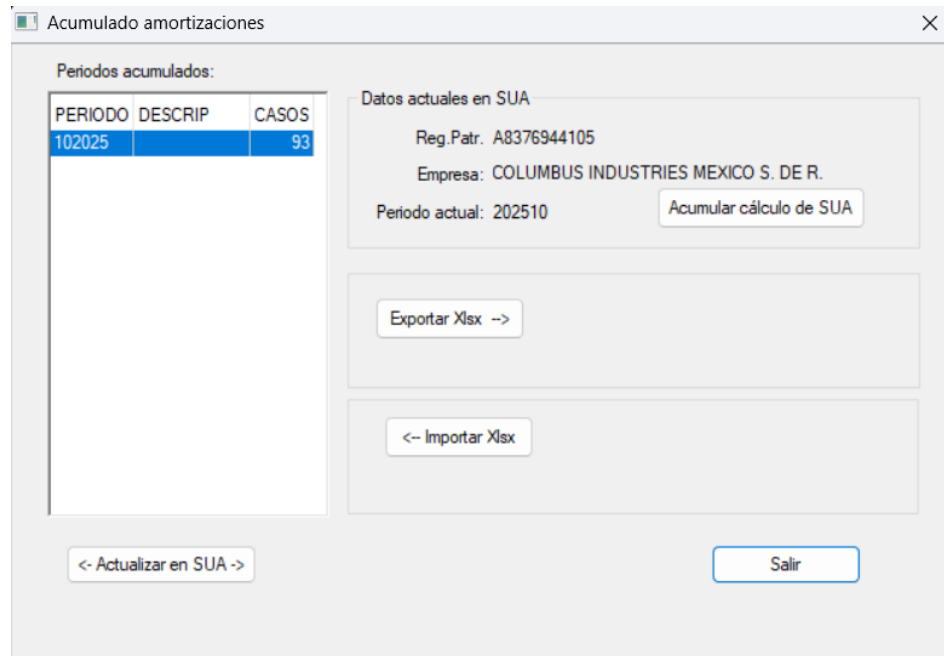 Acumulado amortizaciones
Periodos acumulados:
PERIODO DESCRIP CASOS
102025 93
Datos actuales en SUA
Reg.Patr. A8376944105
Empresa: COLUMBUS INDUSTRIES MEXICO S. DE R.
Periodo actual: 202510
Acumular cálculo de SUA
Exportar Xlsx -->
<-- Importar Xlsx
<- Actualizar en SUA ->
Salir